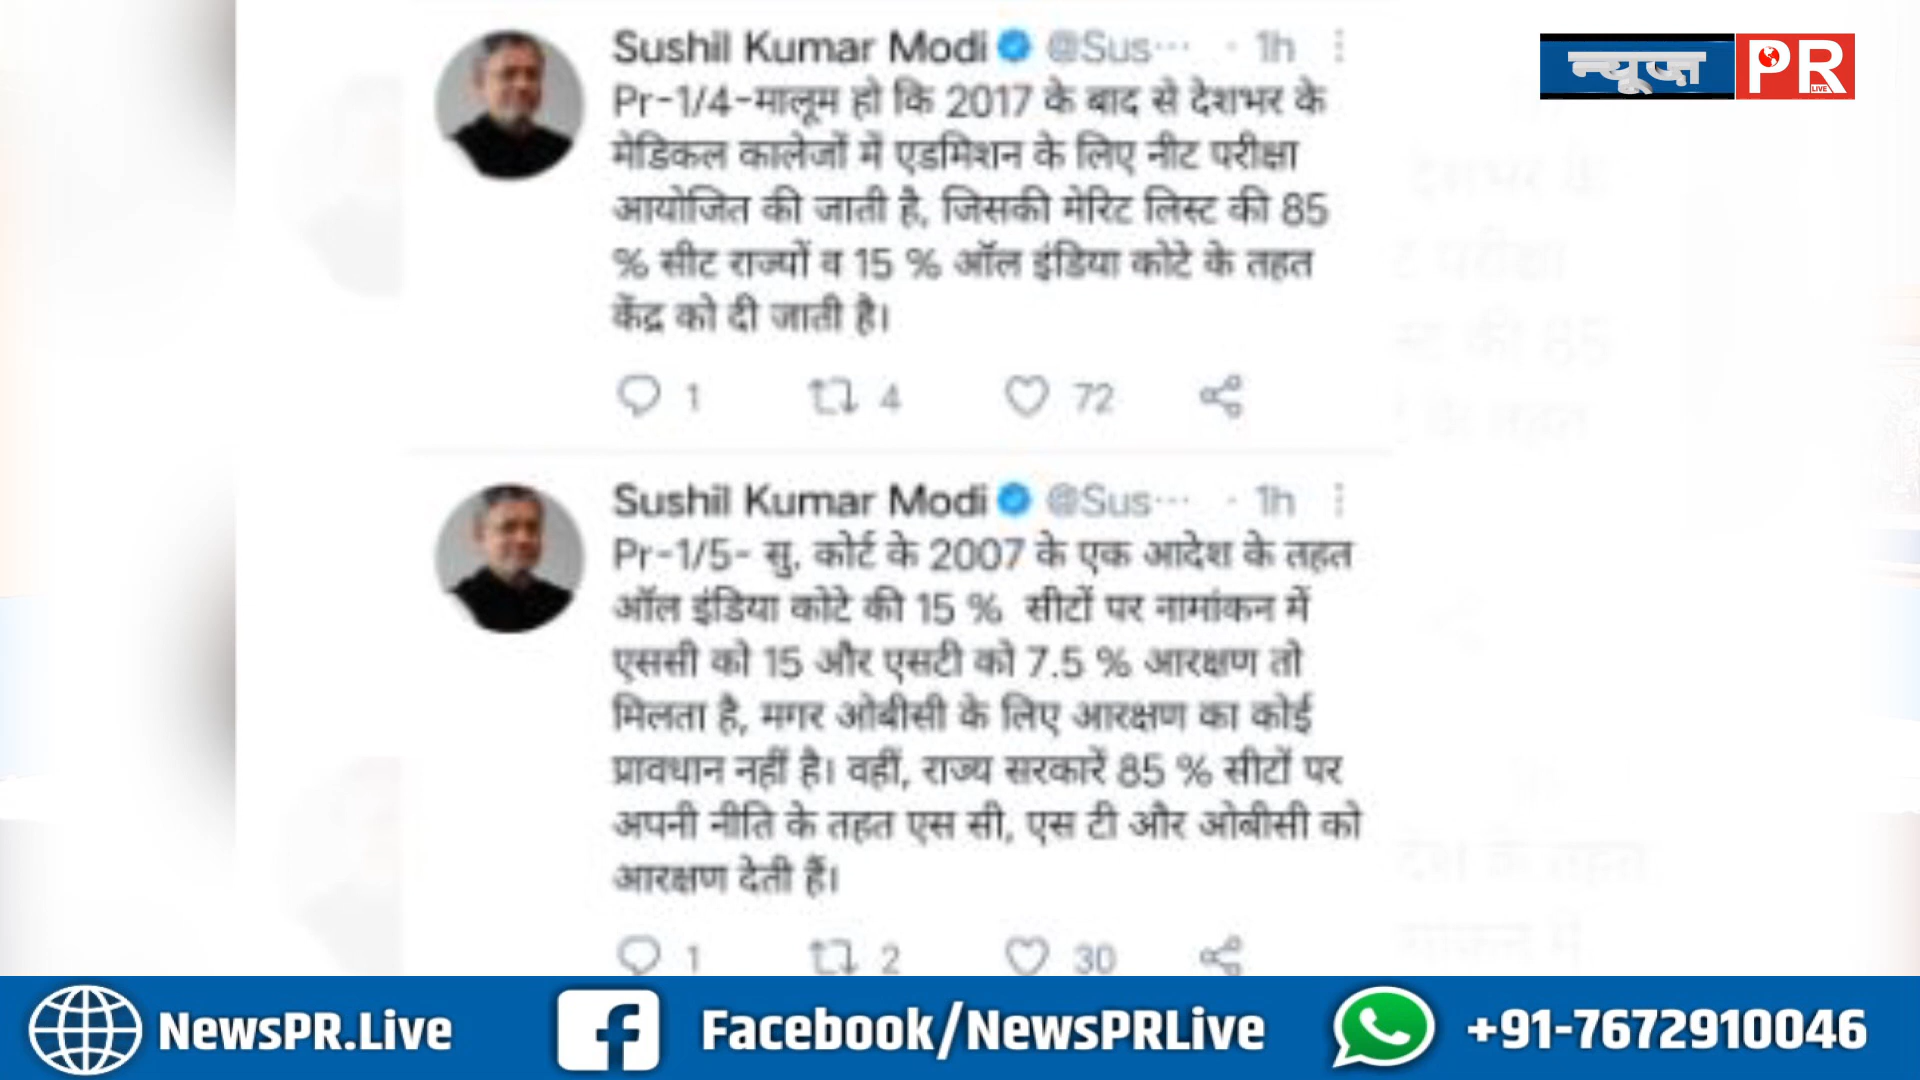 Sushil Kumar Modi @Sus... · 1h
Pr-1/4-मालूम हो कि 2017 के बाद से देशभर के
मेडिकल कालेजों में एडमिशन के लिए नीट परीक्षा
आयोजित की जाती है, जिसकी मेरिट लिस्ट की 85
% सीट राज्यों व 15 % ऑल इंडिया कोटे के तहत
केंद्र को दी जाती है।
1 4 72
Sushil Kumar Modi @Sus... · 1h
Pr-1/5- सु. कोर्ट के 2007 के एक आदेश के तहत
ऑल इंडिया कोटे की 15 % सीटों पर नामांकन में
एससी को 15 और एसटी को 7.5 % आरक्षण तो
मिलता है, मगर ओबीसी के लिए आरक्षण का कोई
प्रावधान नहीं है। वहीं, राज्य सरकारें 85 % सीटों पर
अपनी नीति के तहत एस सी, एस टी और ओबीसी को
आरक्षण देती हैं।
1 2 30
न्यूज़ PR
LIVE
NewsPR.Live Facebook/NewsPRLive +91-7672910046